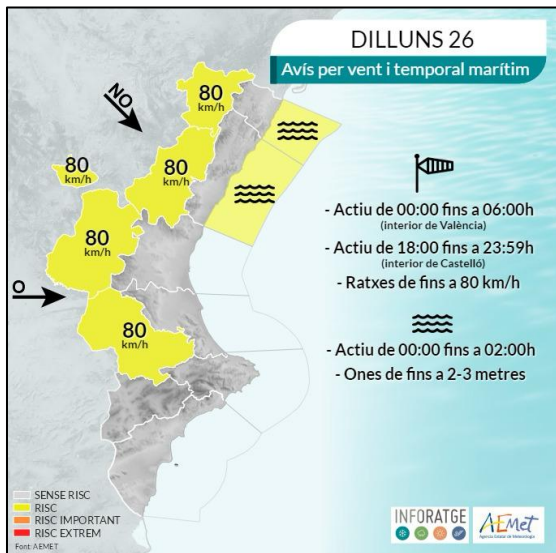 DILLUNS 26
Avís per vent i temporal marítim
NO
80
km/h
80
km/h
80
km/h
80
km/h
O
80
km/h
- Actiu de 00:00 fins a 06:00h
(interior de València)
- Actiu de 18:00 fins a 23:59h
(interior de Castelló)
- Ratxes de fins a 80 km/h
- Actiu de 00:00 fins a 02:00h
- Ones de fins a 2-3 metres
SENSE RISC
RISC
RISC IMPORTANT
RISC EXTREM
Font: AEMET
INFORATGE
AEMet
Agencia Estatal de Meteorología